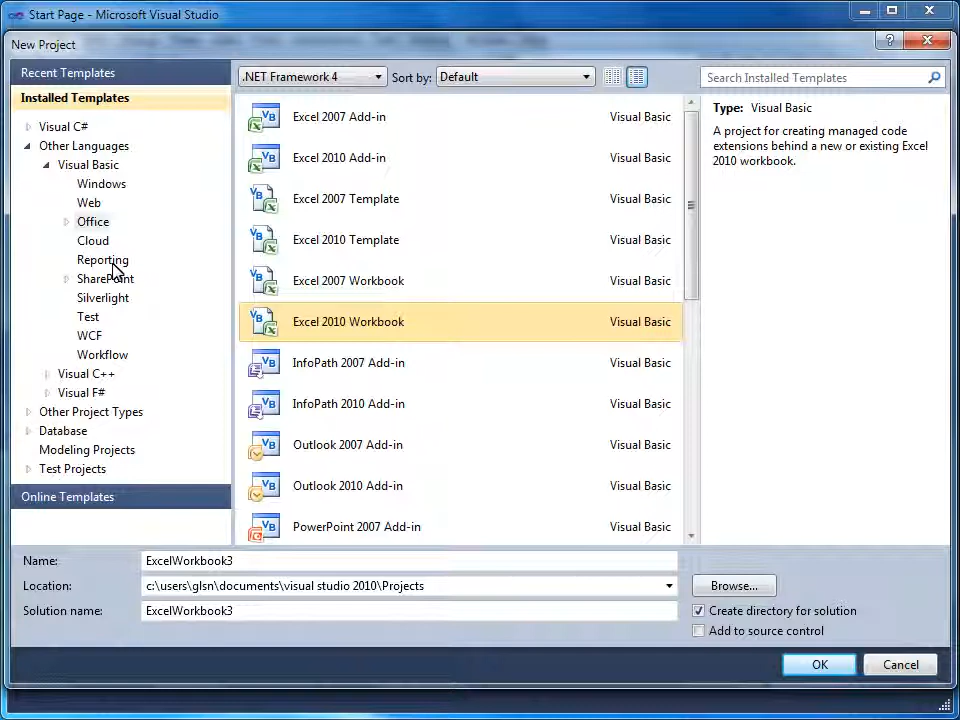 Start Page - Microsoft Visual Studio
New Project
Recent Templates
Installed Templates
Visual C#
Other Languages
Visual Basic
Windows
Web
Office
Cloud
Reporting
SharePoint
Silverlight
Test
WCF
Workflow
Visual C++
Visual F#
Other Project Types
Database
Modeling Projects
Test Projects
Online Templates
.NET Framework 4
Sort by: Default
Search Installed Templates
Excel 2007 Add-in Visual Basic
Excel 2010 Add-in Visual Basic
Excel 2007 Template Visual Basic
Excel 2010 Template Visual Basic
Excel 2007 Workbook Visual Basic
Excel 2010 Workbook Visual Basic
InfoPath 2007 Add-in Visual Basic
InfoPath 2010 Add-in Visual Basic
Outlook 2007 Add-in Visual Basic
Outlook 2010 Add-in Visual Basic
PowerPoint 2007 Add-in Visual Basic
Type: Visual Basic
A project for creating managed code
extensions behind a new or existing Excel
2010 workbook.
Name: ExcelWorkbook3
Location: c:\users\glsn\documents\visual studio 2010\Projects
Browse...
Solution name: ExcelWorkbook3
Create directory for solution
Add to source control
OK
Cancel